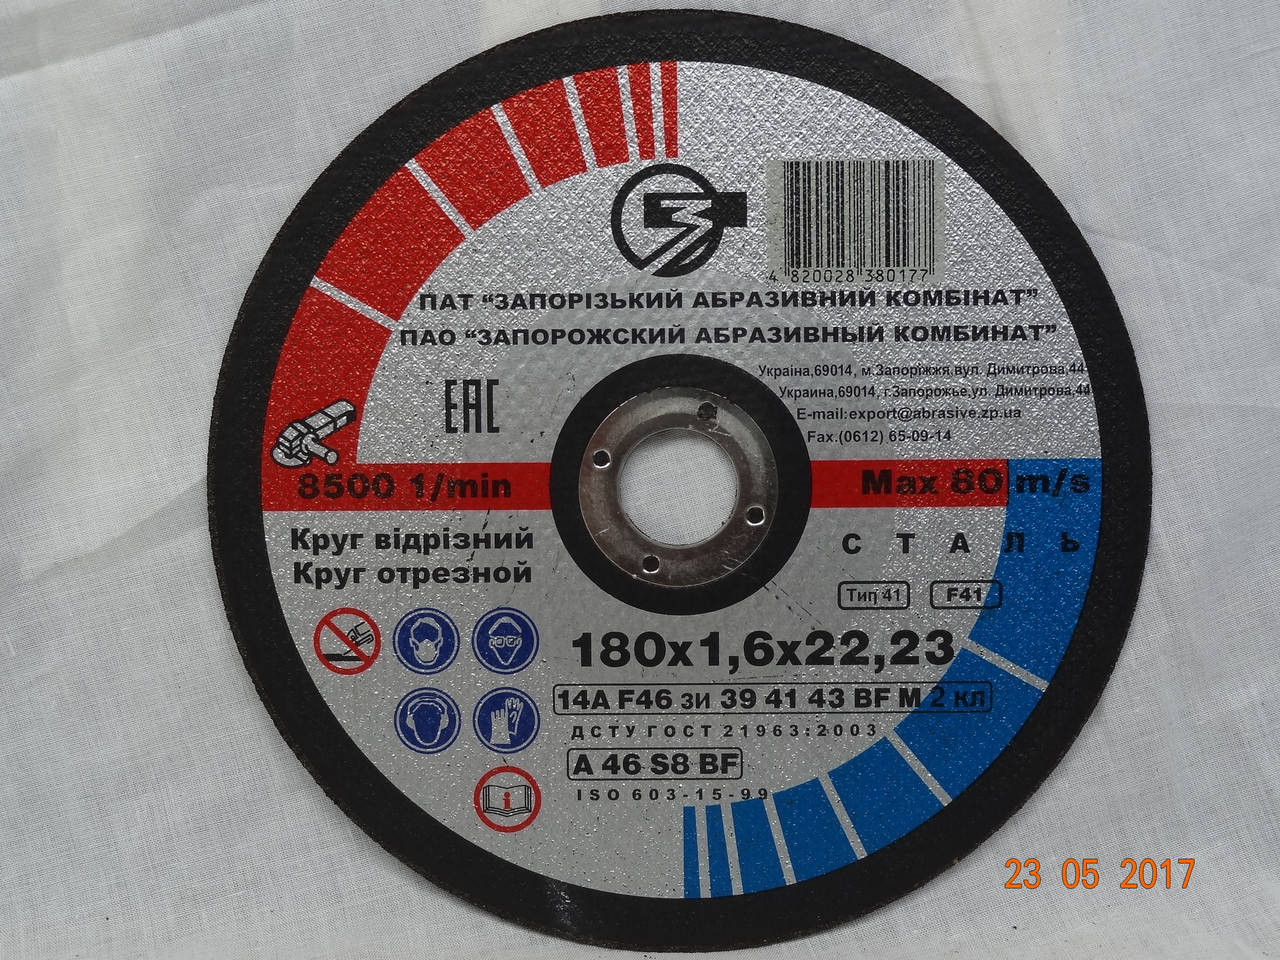 4 820028 380177
ПАТ “ЗАПОРІЗЬКИЙ АБРАЗИВНИЙ КОМБІНАТ”
ПАО “ЗАПОРОЖСКИЙ АБРАЗИВНЫЙ КОМБИНАТ”
Україна,69014, м.Запоріжжя,вул. Димитрова,44
Украина,69014, г.Запорожье,ул. Димитрова,44
E-mail:export@abrasive.zp.ua
Fax.(0612) 65-09-14
EAC
8500 1/min
Max 80 m/s
Круг відрізний
Круг отрезной
СТАЛЬ
Тип 41
F41
180x1,6x22,23
14A F46 зи 39 41 43 BF M 2 кл
ДСТУ ГОСТ 21963:2003
A 46 S8 BF
ISO 603-15-99
23 05 2017